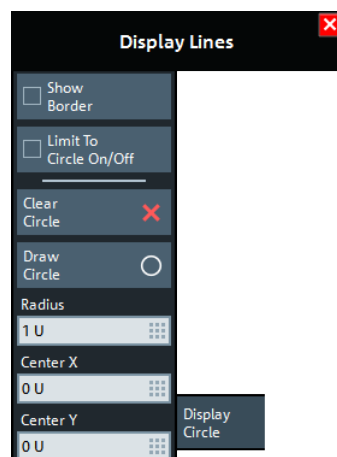 Display Lines
Show
Border
Limit To
Circle On/Off
Clear
Circle
Draw
Circle
Radius
1 U
Center X
0 U
Center Y
0 U
Display
Circle